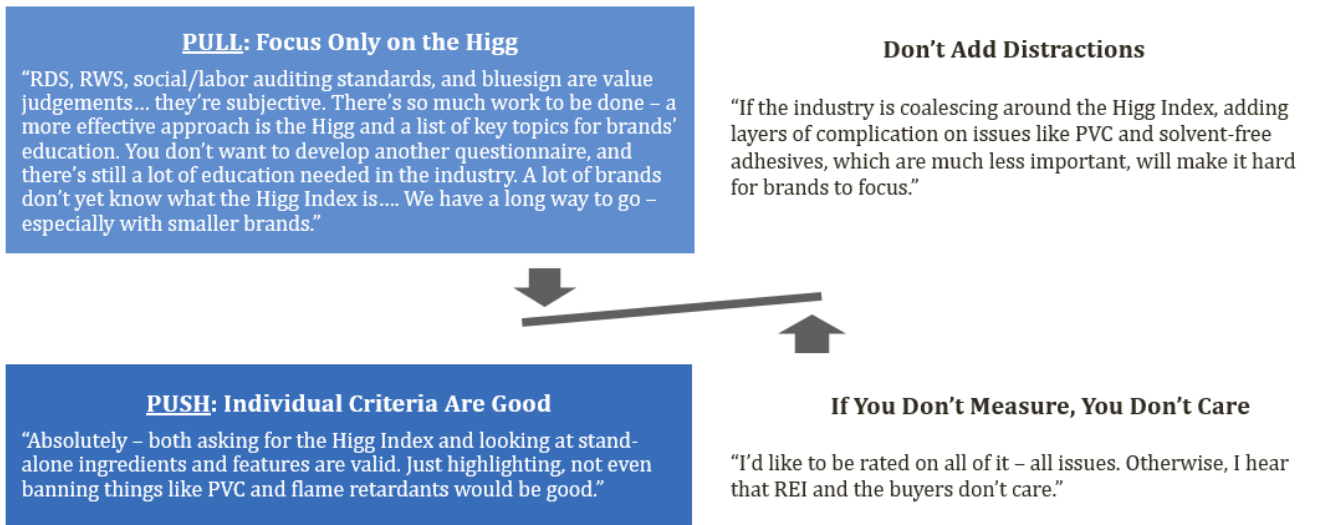 PULL: Focus Only on the Higg
“RDS, RWS, social/labor auditing standards, and bluesign are value
judgements… they’re subjective. There’s so much work to be done – a
more effective approach is the Higg and a list of key topics for brands’
education. You don’t want to develop another questionnaire, and
there’s still a lot of education needed in the industry. A lot of brands
don’t yet know what the Higg Index is…. We have a long way to go –
especially with smaller brands.”
Don’t Add Distractions
“If the industry is coalescing around the Higg Index, adding
layers of complication on issues like PVC and solvent-free
adhesives, which are much less important, will make it hard
for brands to focus.”
PUSH: Individual Criteria Are Good
“Absolutely – both asking for the Higg Index and looking at stand-
alone ingredients and features are valid. Just highlighting, not even
banning things like PVC and flame retardants would be good.”
If You Don’t Measure, You Don’t Care
“I’d like to be rated on all of it – all issues. Otherwise, I hear
that REI and the buyers don’t care.”